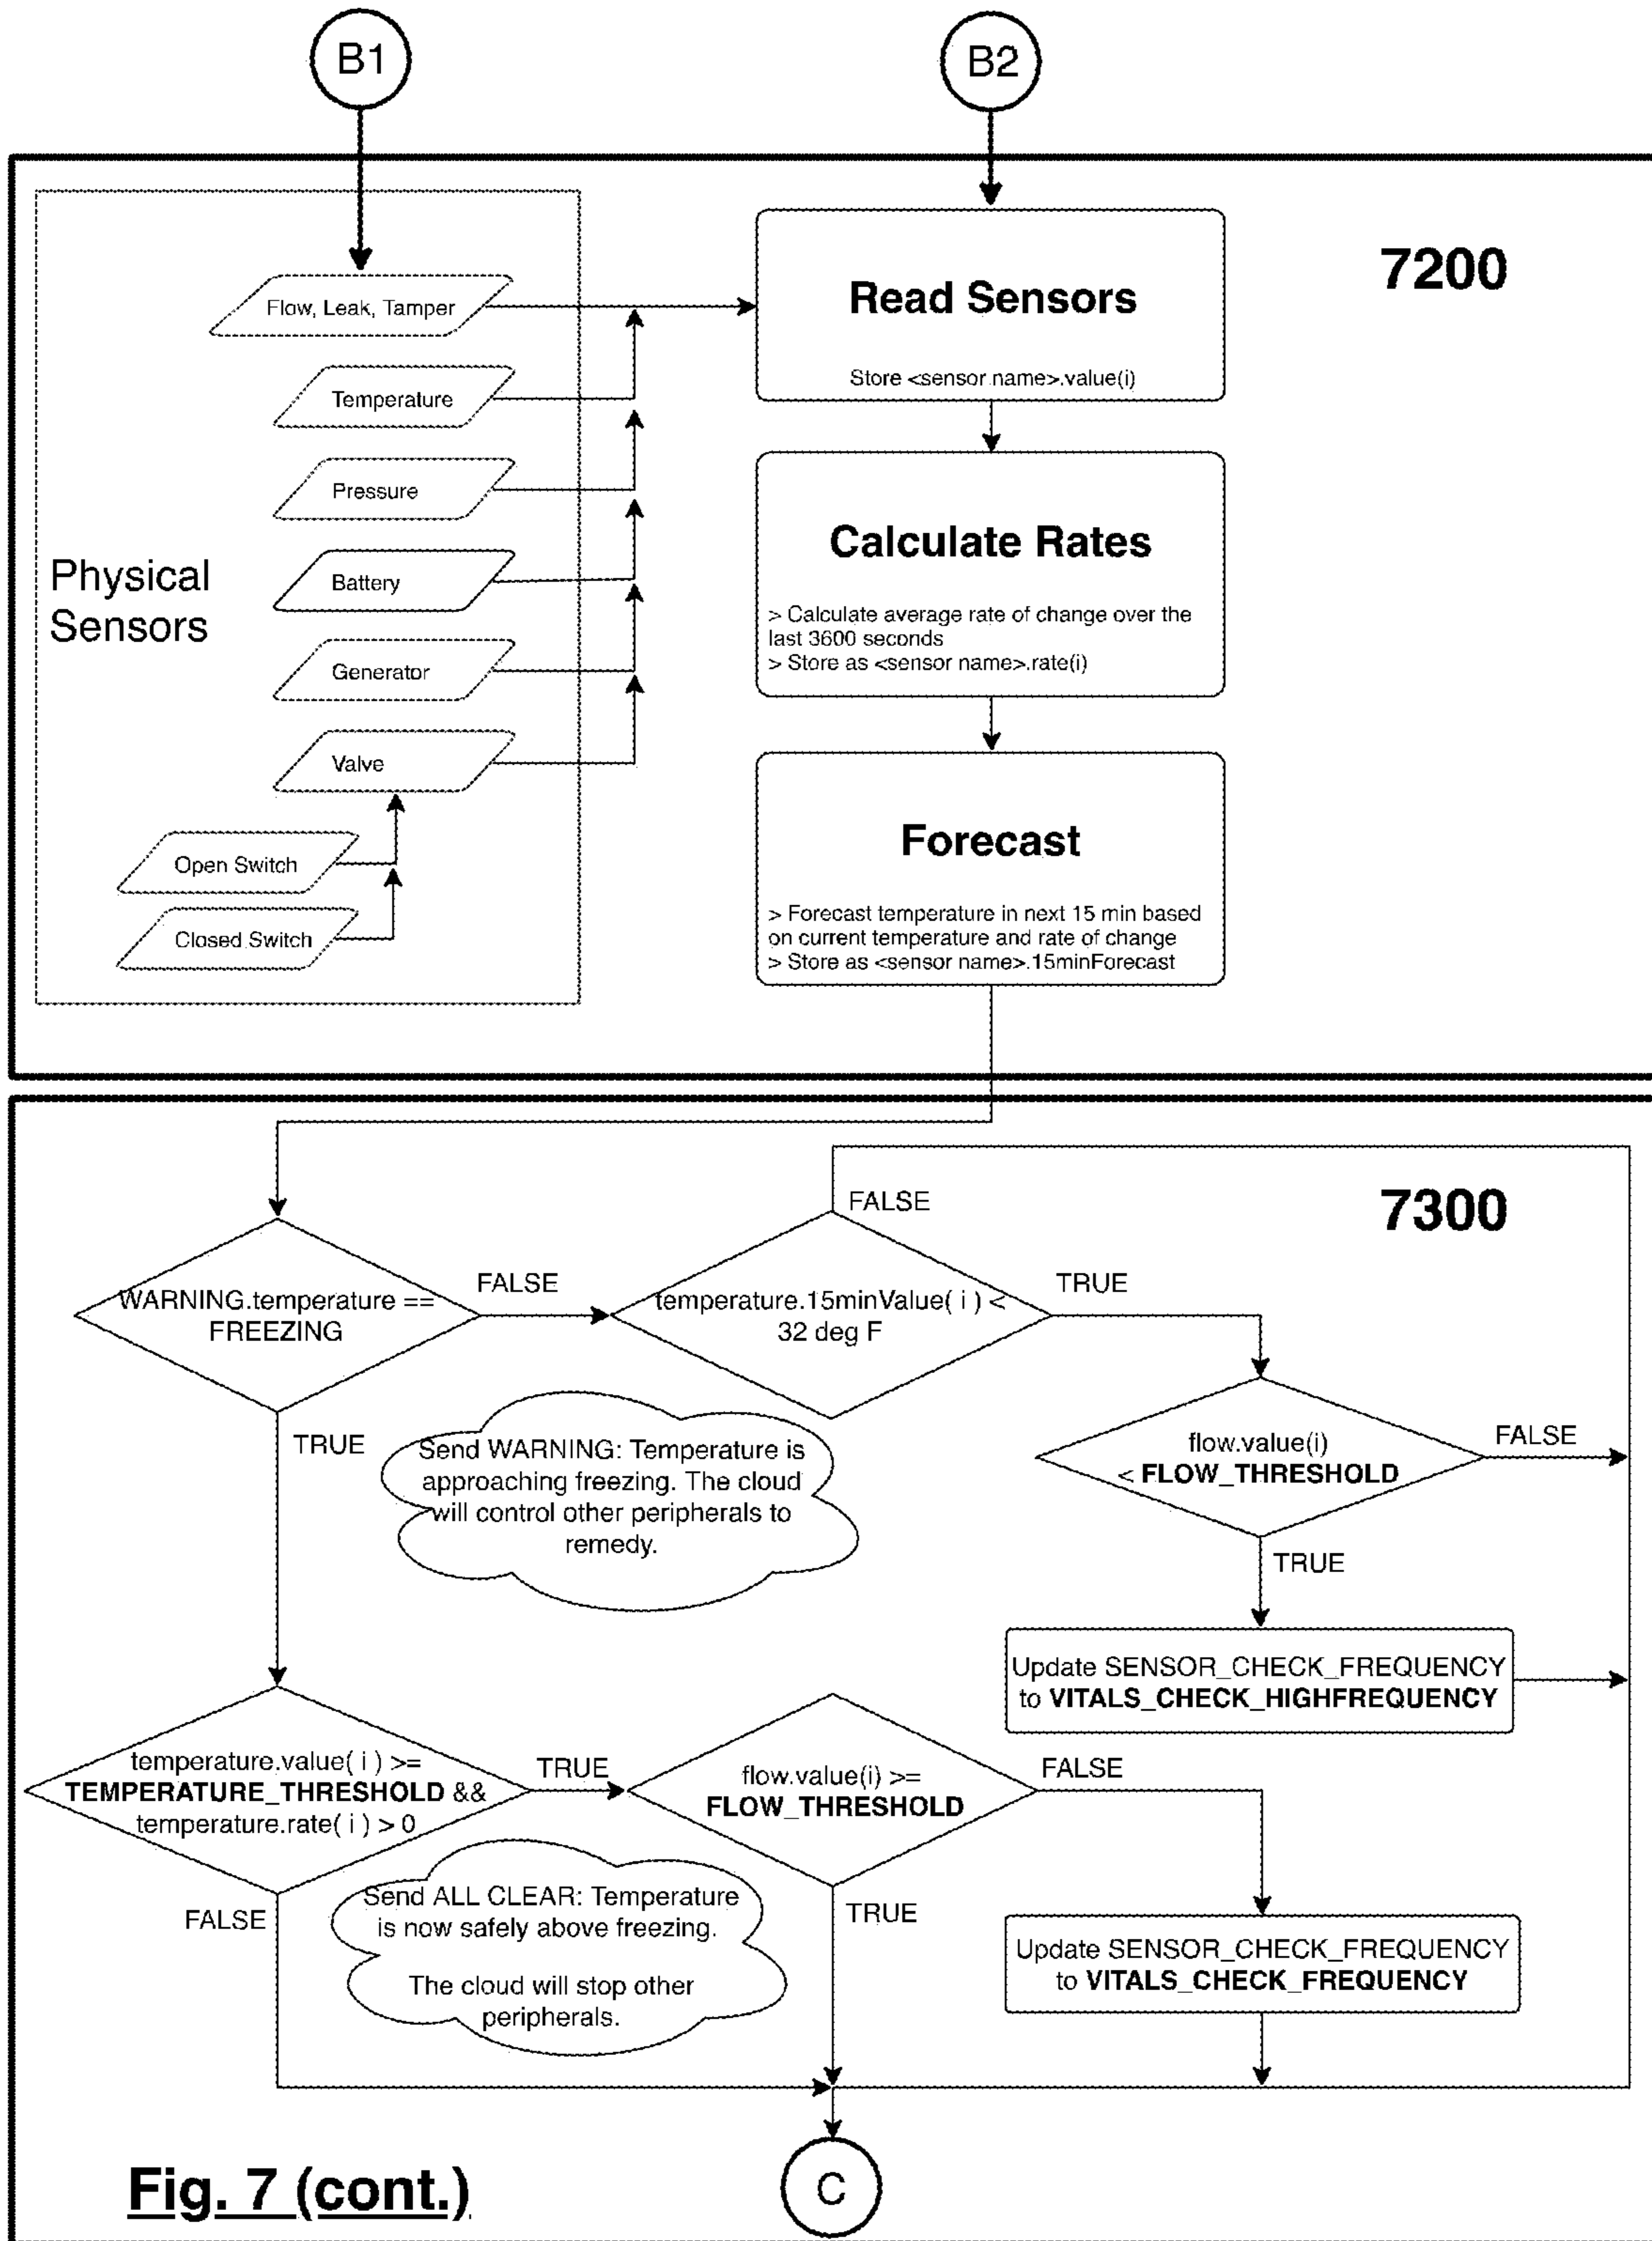 B1
B2
7200
Physical
Sensors
Flow, Leak, Tamper
Temperature
Pressure
Battery
Generator
Valve
Open Switch
Closed Switch
Read Sensors
Store <sensor name>.value(i)
Calculate Rates
> Calculate average rate of change over the
last 3600 seconds
> Store as <sensor name>.rate(i)
Forecast
> Forecast temperature in next 15 min based
on current temperature and rate of change
> Store as <sensor name>.15minForecast
7300
WARNING.temperature ==
FREEZING
FALSE
TRUE
temperature.15minValue( i ) <
32 deg F
FALSE
TRUE
flow.value(i)
< FLOW_THRESHOLD
FALSE
TRUE
Send WARNING: Temperature is
approaching freezing. The cloud
will control other peripherals to
remedy.
Update SENSOR_CHECK_FREQUENCY
to VITALS_CHECK_HIGHFREQUENCY
temperature.value( i ) >=
TEMPERATURE_THRESHOLD &&
temperature.rate( i ) > 0
TRUE
FALSE
flow.value(i) >=
FLOW_THRESHOLD
FALSE
TRUE
Send ALL CLEAR: Temperature
is now safely above freezing.
The cloud will stop other
peripherals.
Update SENSOR_CHECK_FREQUENCY
to VITALS_CHECK_FREQUENCY
C
Fig. 7 (cont.)